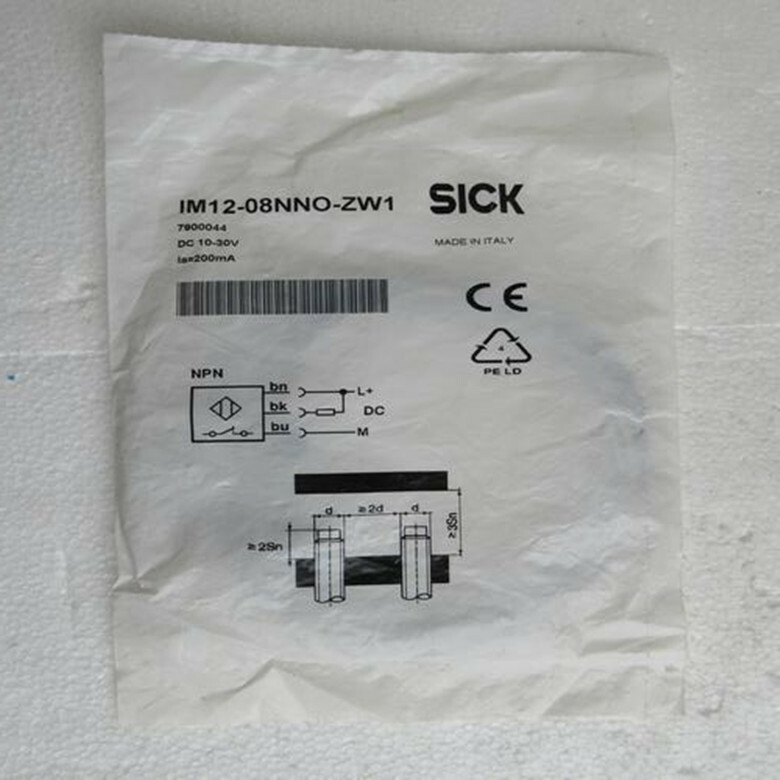 IM12-08NNO-ZW1
SICK
7900044
MADE IN ITALY
DC 10-30V
Ia=200mA
CE
4
PE LD
NPN
bn
L+
bk
DC
bu
M
d
≥2d
d
≥3Sn
≥2Sn